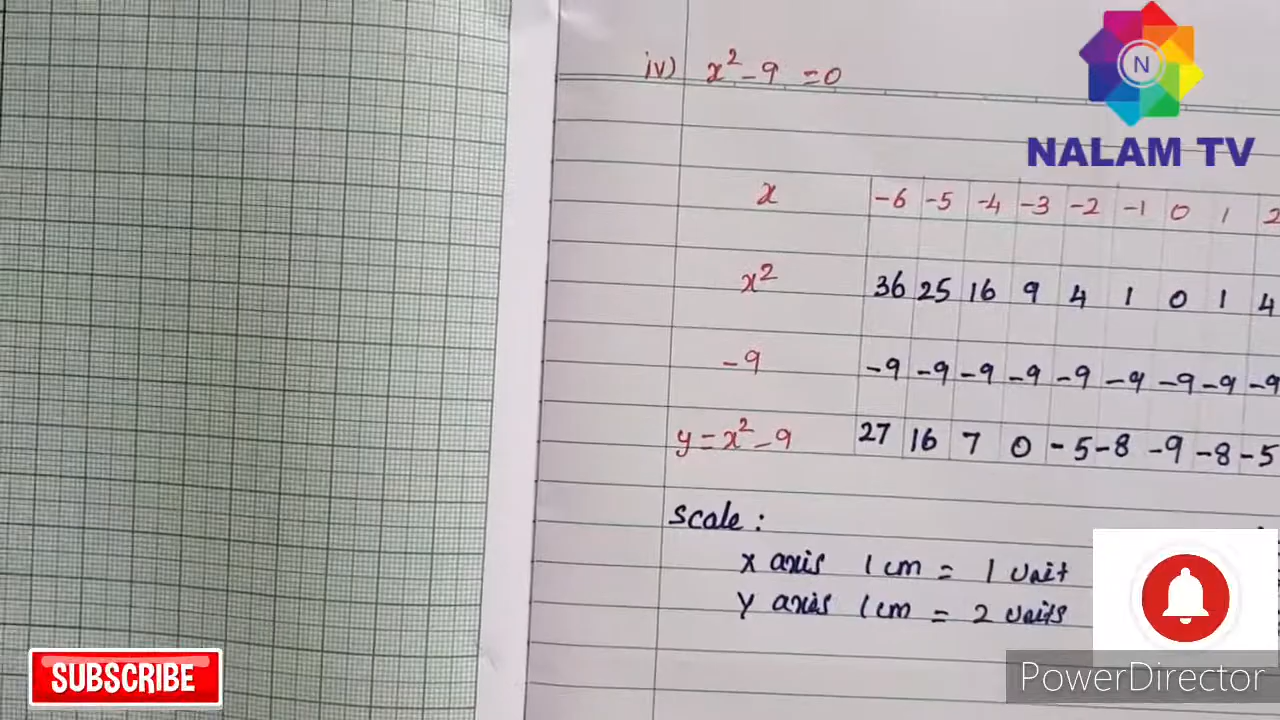 iv) x² - 9 = 0
N
NALAM TV
x -6 -5 -4 -3 -2 -1 0 1 2
x² 36 25 16 9 4 1 0 1 4
-9 -9 -9 -9 -9 -9 -9 -9 -9 -9
y = x² - 9 27 16 7 0 -5 -8 -9 -8 -5
Scale:
x axis 1 cm = 1 Unit
Y axis 1 cm = 2 Units
SUBSCRIBE
PowerDirector